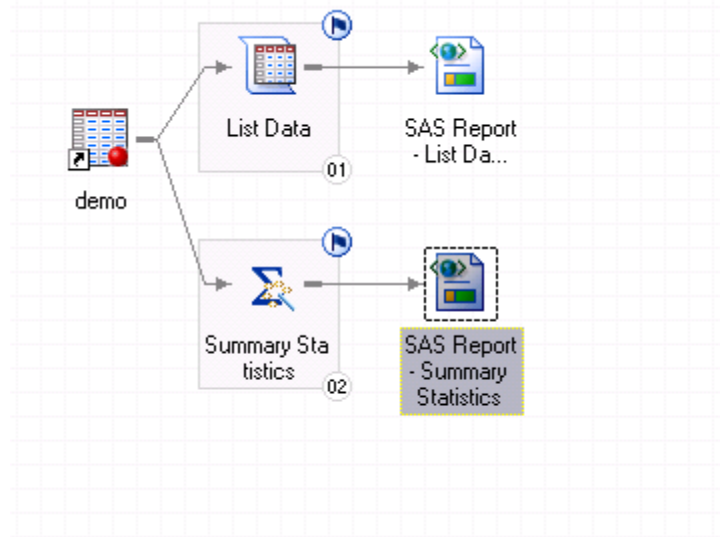 List Data
01
SAS Report
- List Da...
demo
Summary Sta
tistics
02
SAS Report
- Summary
Statistics